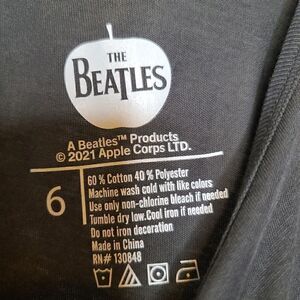 THE
BEATLES
A Beatles™ Products
© 2021 Apple Corps LTD.
6
60 % Cotton 40 % Polyester
Machine wash cold with like colors
Use only non-chlorine bleach if needed
Tumble dry low.Cool iron if needed
Do not iron decoration
Made in China
RN# 130848